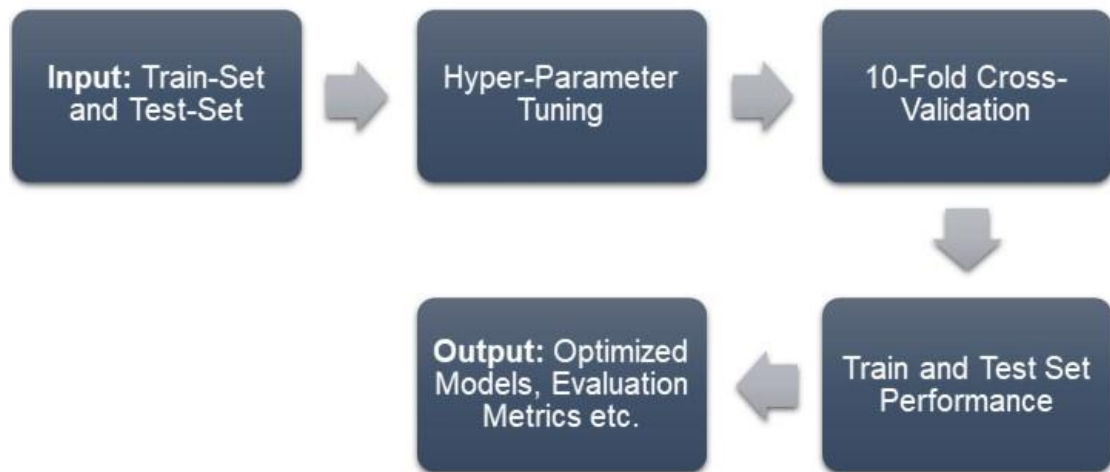 Input: Train-Set
and Test-Set
Hyper-Parameter
Tuning
10-Fold Cross-
Validation
Train and Test Set
Performance
Output: Optimized
Models, Evaluation
Metrics etc.